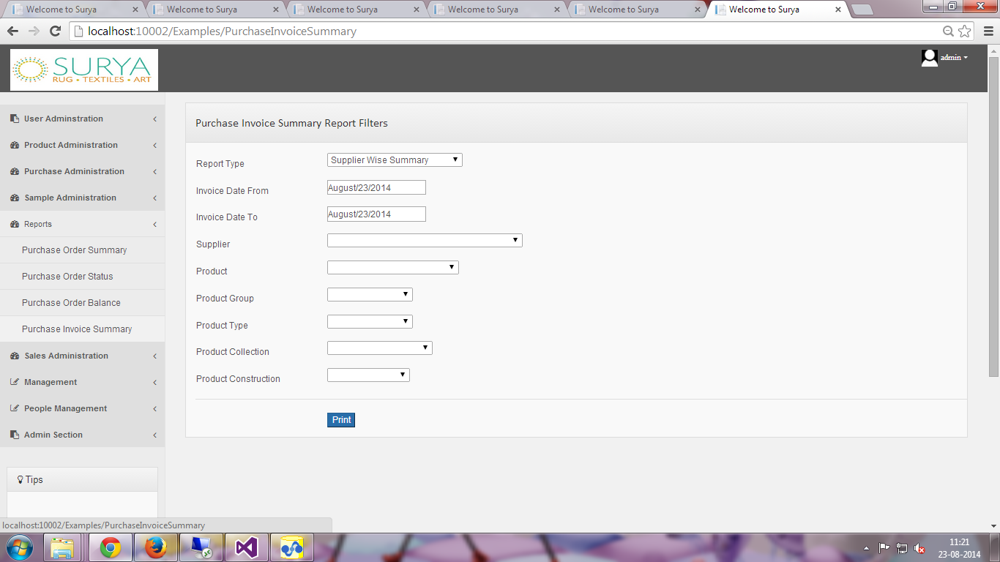 Welcome to Surya
Welcome to Surya
Welcome to Surya
Welcome to Surya
Welcome to Surya
Welcome to Surya
localhost:10002/Examples/PurchaseInvoiceSummary
SURYA
RUG • TEXTILES • ART
admin
User Adminstration
Product Administration
Purchase Administration
Sample Administration
Reports
Purchase Order Summary
Purchase Order Status
Purchase Order Balance
Purchase Invoice Summary
Sales Administration
Management
People Management
Admin Section
Tips
Purchase Invoice Summary Report Filters
Report Type
Supplier Wise Summary
Invoice Date From
August/23/2014
Invoice Date To
August/23/2014
Supplier
Product
Product Group
Product Type
Product Collection
Product Construction
Print
localhost:10002/Examples/PurchaseInvoiceSummary
11:21
23-08-2014